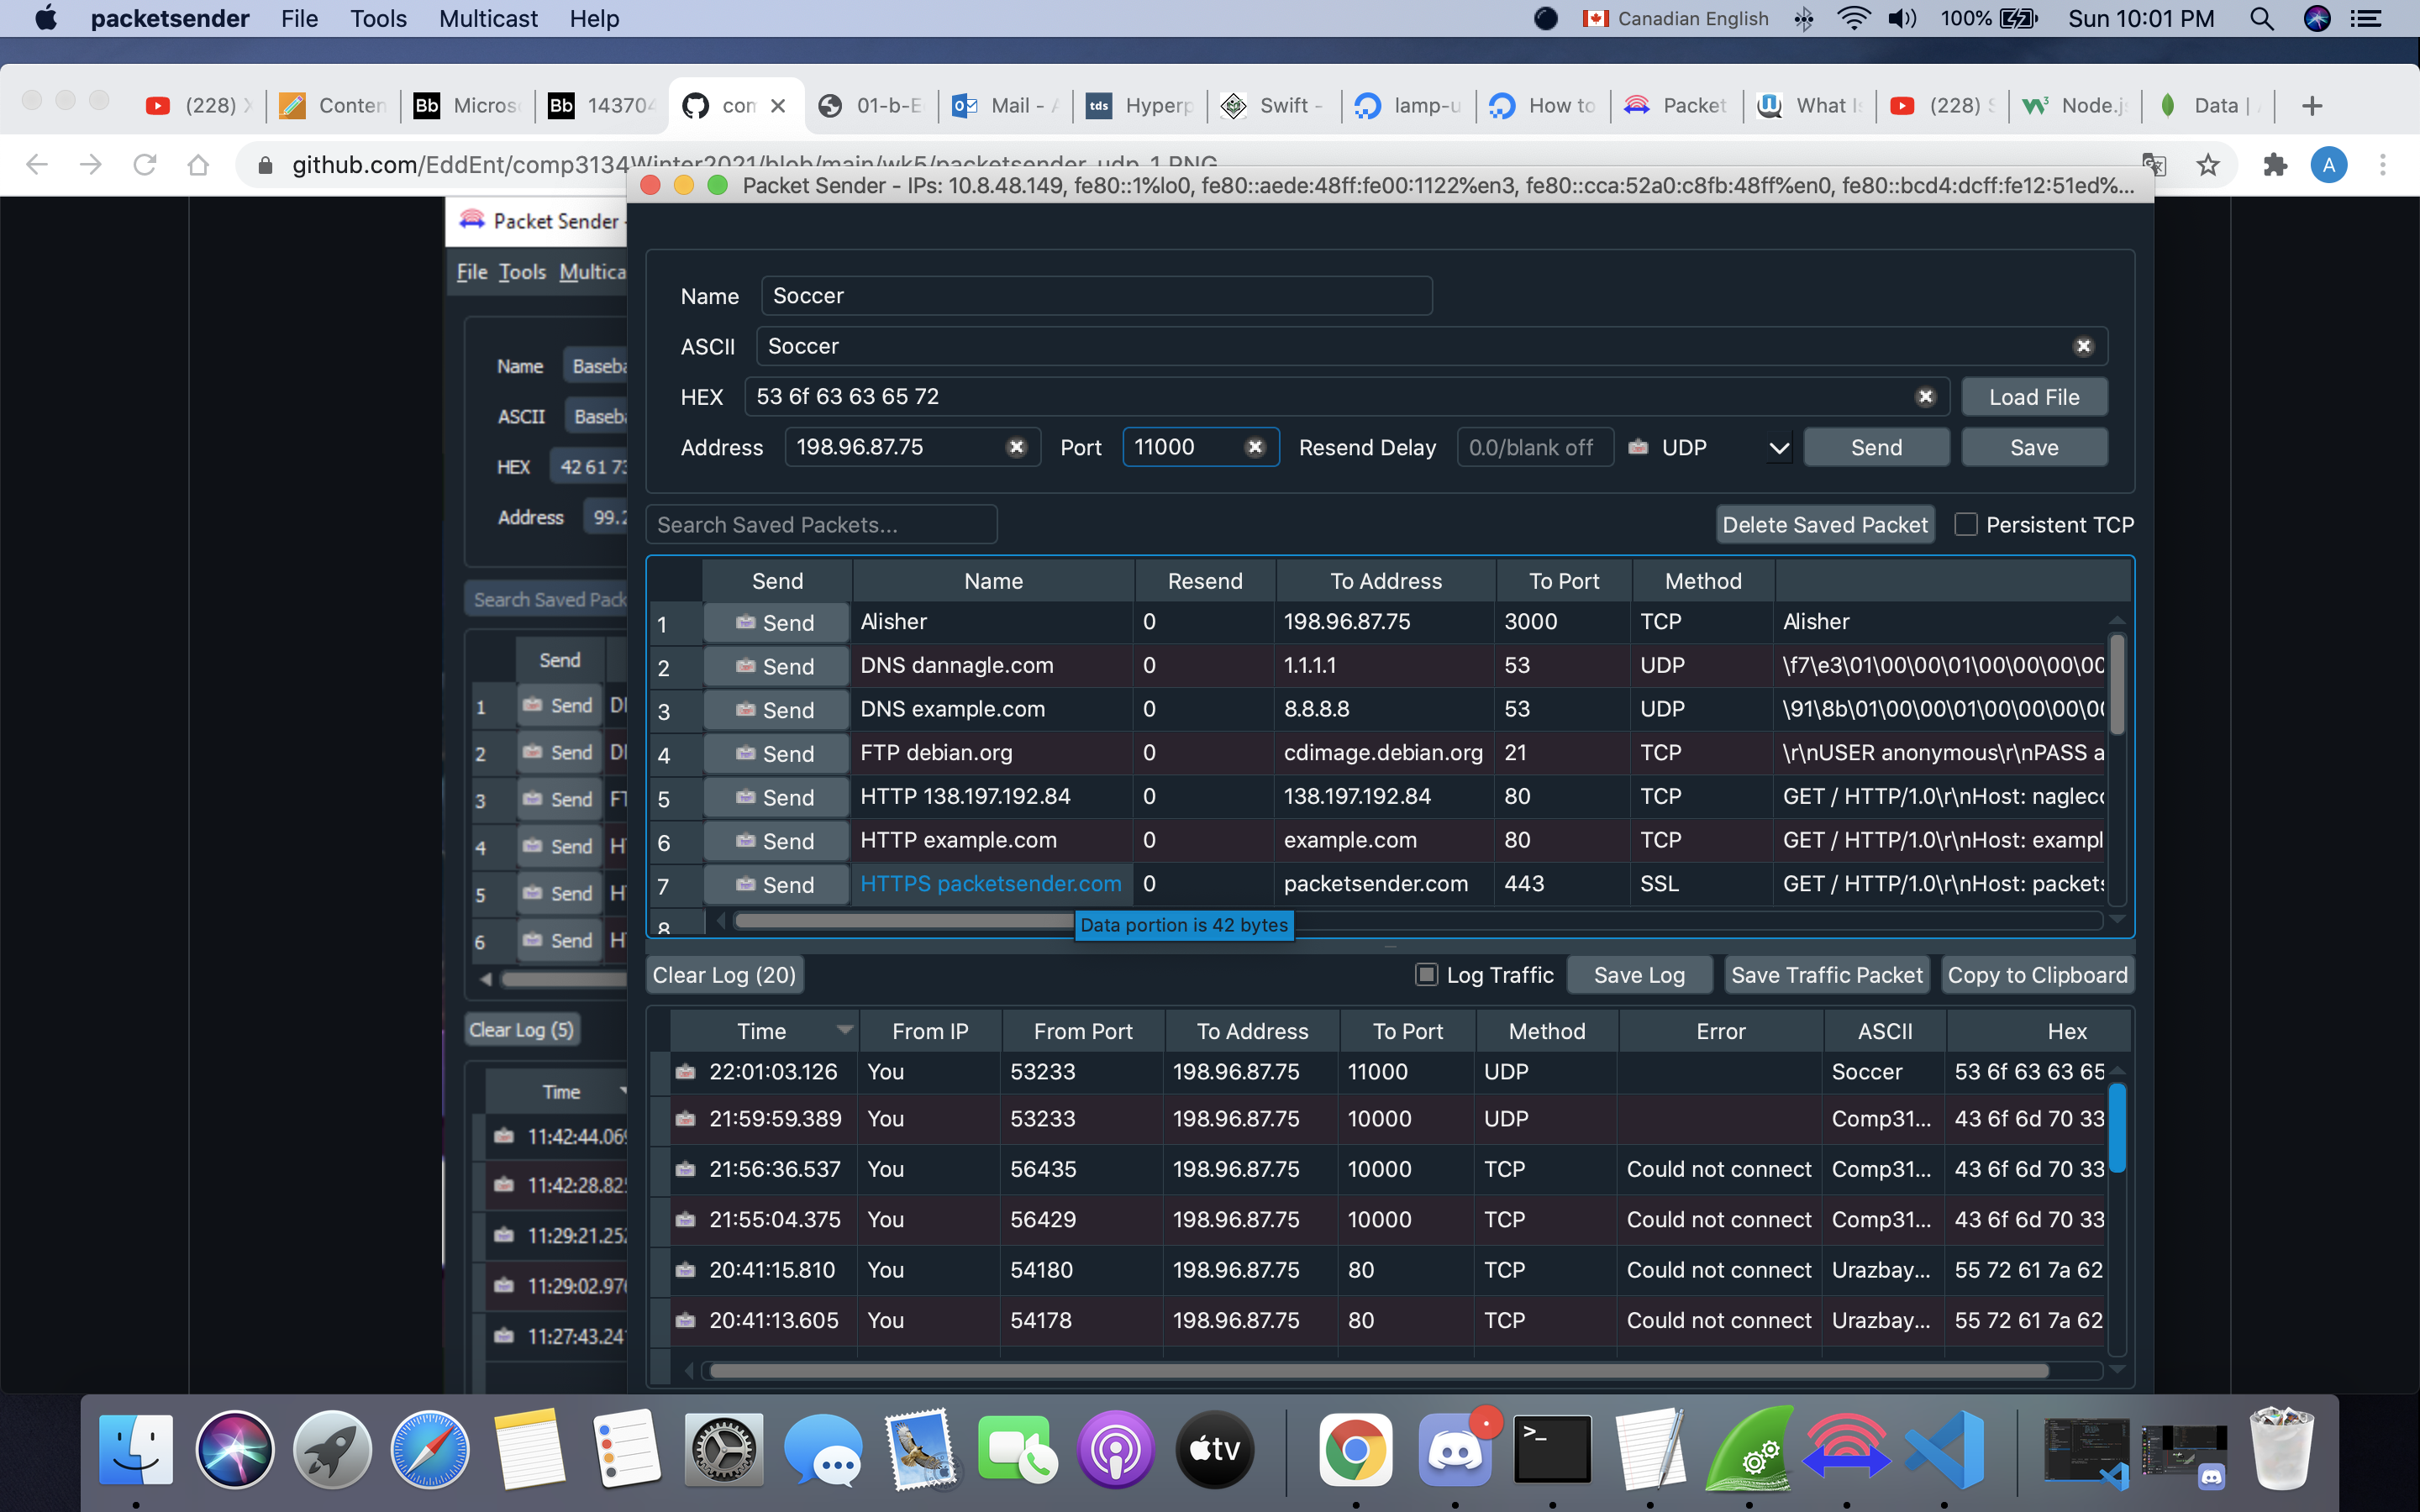 packetsender File Tools Multicast Help Canadian English 100% Sun 10:01 PM
(228) Conten Bb Micros Bb 143704 con 01-b-E Mail - tds Hyperp Swift - lamp-u How to Packet What Is (228) Node.j Data |
github.com/EddEnt/comp3134Winter2021/blob/main/wk5/packetsender_udp_1.PNG A
Packet Sender - IPs: 10.8.48.149, fe80::1%lo0, fe80::aede:48ff:fe00:1122%en3, fe80::cca:52a0:c8fb:48ff%en0, fe80::bcd4:dcff:fe12:51ed%...
Name Soccer
ASCII Soccer
HEX 53 6f 63 63 65 72 Load File
Address 198.96.87.75 Port 11000 Resend Delay 0.0/blank off UDP Send Save
Search Saved Packets... Delete Saved Packet Persistent TCP
Send Name Resend To Address To Port Method
1 Send Alisher 0 198.96.87.75 3000 TCP Alisher
2 Send DNS dannagle.com 0 1.1.1.1 53 UDP \f7\e3\01\00\00\01\00\00\00\00
3 Send DNS example.com 0 8.8.8.8 53 UDP \91\8b\01\00\00\01\00\00\00\00
4 Send FTP debian.org 0 cdimage.debian.org 21 TCP \r\nUSER anonymous\r\nPASS a
5 Send HTTP 138.197.192.84 0 138.197.192.84 80 TCP GET / HTTP/1.0\r\nHost: naglec
6 Send HTTP example.com 0 example.com 80 TCP GET / HTTP/1.0\r\nHost: exampl
7 Send HTTPS packetsender.com 0 packetsender.com 443 SSL GET / HTTP/1.0\r\nHost: packets
8
Data portion is 42 bytes
Clear Log (20) Log Traffic Save Log Save Traffic Packet Copy to Clipboard
Time From IP From Port To Address To Port Method Error ASCII Hex
22:01:03.126 You 53233 198.96.87.75 11000 UDP Soccer 53 6f 63 63 65
21:59:59.389 You 53233 198.96.87.75 10000 UDP Comp31... 43 6f 6d 70 33
21:56:36.537 You 56435 198.96.87.75 10000 TCP Could not connect Comp31... 43 6f 6d 70 33
21:55:04.375 You 56429 198.96.87.75 10000 TCP Could not connect Comp31... 43 6f 6d 70 33
20:41:15.810 You 54180 198.96.87.75 80 TCP Could not connect Urazbay... 55 72 61 7a 62
20:41:13.605 You 54178 198.96.87.75 80 TCP Could not connect Urazbay... 55 72 61 7a 62
Packet Sender -
File Tools Multica
Name Baseba
ASCII Baseba
HEX 42 61 73
Address 99.2
Search Saved Pack
Send
1 Send D
2 Send D
3 Send FT
4 Send H
5 Send H
6 Send H
Clear Log (5)
Time
11:42:44.069
11:42:28.825
11:29:21.252
11:29:02.976
11:27:43.241
tv